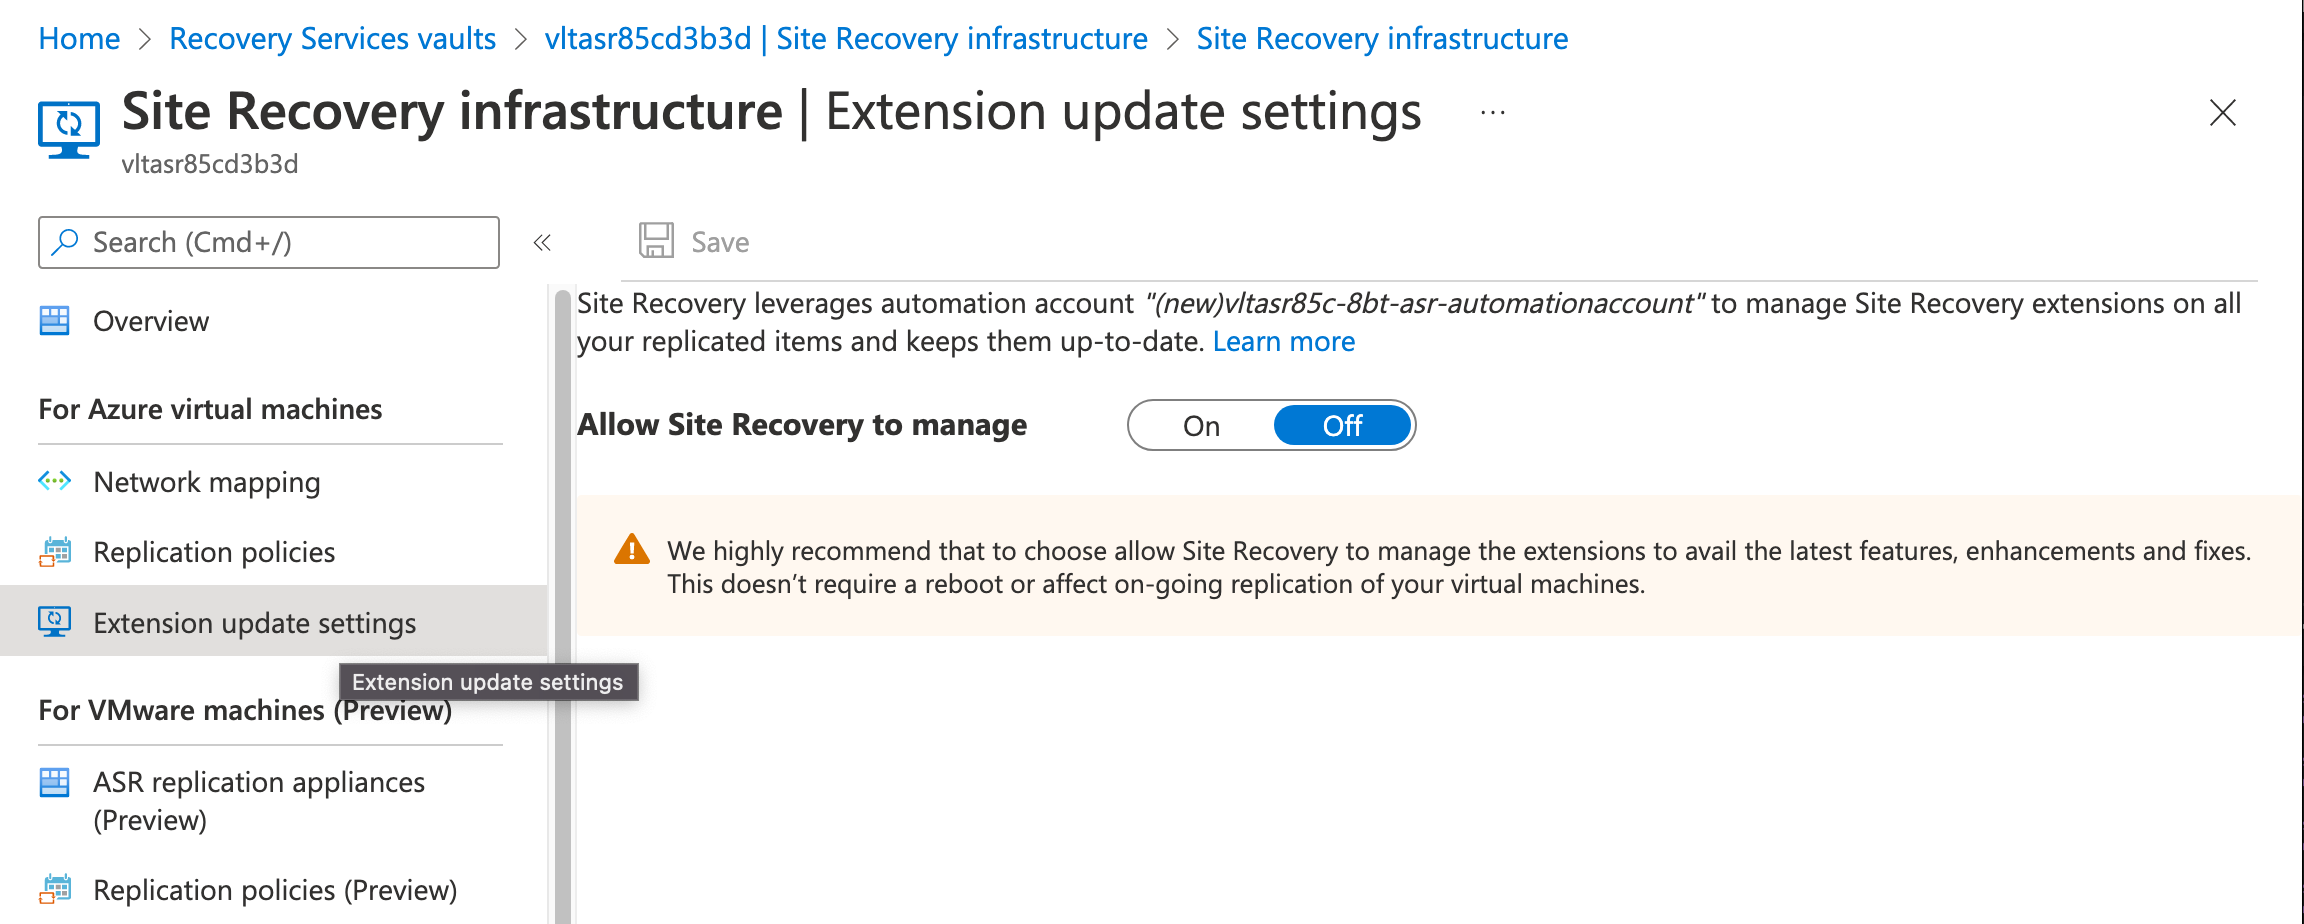 Home > Recovery Services vaults > vltasr85cd3b3d | Site Recovery infrastructure > Site Recovery infrastructure
Site Recovery infrastructure | Extension update settings ...
vltasr85cd3b3d
Search (Cmd+/)
«
Save
Overview
For Azure virtual machines
Network mapping
Replication policies
Extension update settings
Extension update settings
For VMware machines (Preview)
ASR replication appliances
(Preview)
Replication policies (Preview)
Site Recovery leverages automation account "(new)vltasr85c-8bt-asr-automationaccount" to manage Site Recovery extensions on all
your replicated items and keeps them up-to-date. Learn more
Allow Site Recovery to manage On Off
We highly recommend that to choose allow Site Recovery to manage the extensions to avail the latest features, enhancements and fixes.
This doesn’t require a reboot or affect on-going replication of your virtual machines.